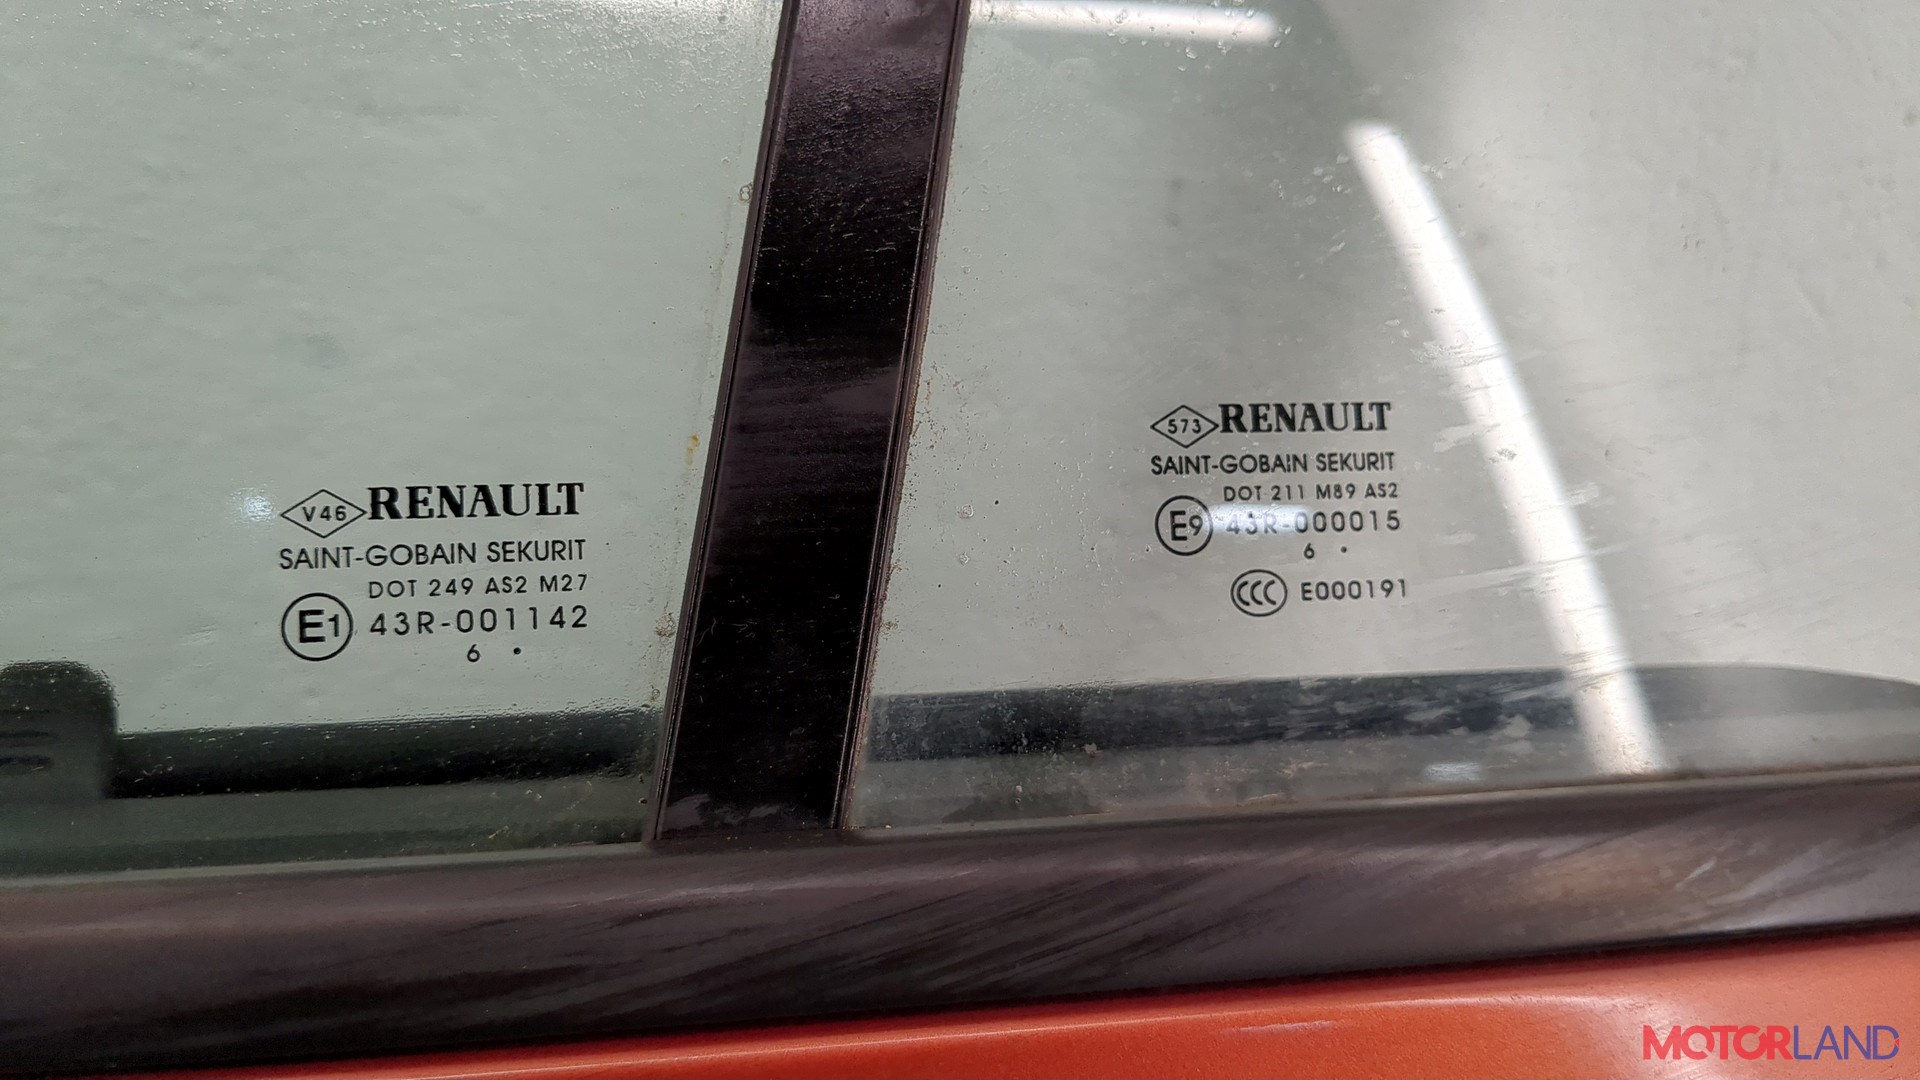 V46 RENAULT
SAINT-GOBAIN SEKURIT
DOT 249 AS2 M27
E1 43R-001142
6 •
573 RENAULT
SAINT-GOBAIN SEKURIT
DOT 211 M89 AS2
E9 43R-000015
6 •
CCC E000191
MOTORLAND